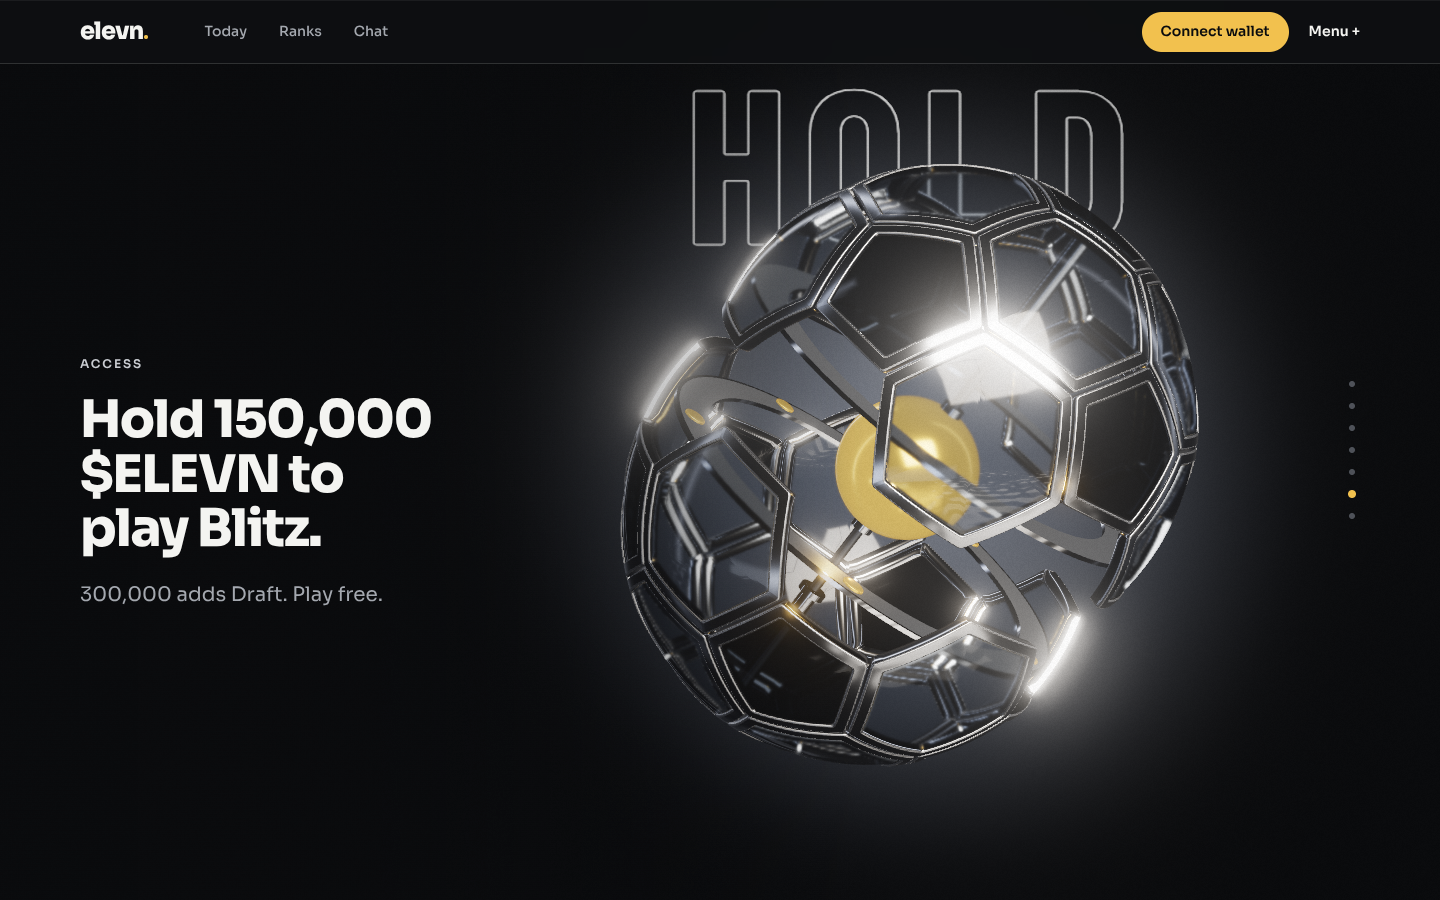 elevn.
Today
Ranks
Chat
Connect wallet
Menu +
HOLD
ACCESS
Hold 150,000
$ELEVN to
play Blitz.
300,000 adds Draft. Play free.